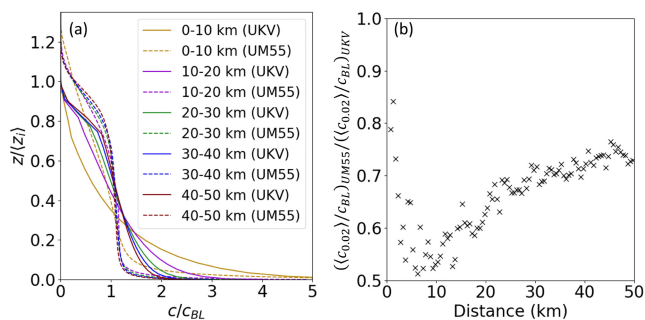 (a)
z/⟨z_i⟩
1.2
1.0
0.8
0.6
0.4
0.2
0.0
0-10 km (UKV)
0-10 km (UM55)
10-20 km (UKV)
10-20 km (UM55)
20-30 km (UKV)
20-30 km (UM55)
30-40 km (UKV)
30-40 km (UM55)
40-50 km (UKV)
40-50 km (UM55)
0 1 2 3 4 5
c/c_BL
(b)
((⟨c_0.02⟩/c_BL)_UM55/(⟨c_0.02⟩/c_BL)_UKV
1.0
0.9
0.8
0.7
0.6
0.5
0 10 20 30 40 50
Distance (km)